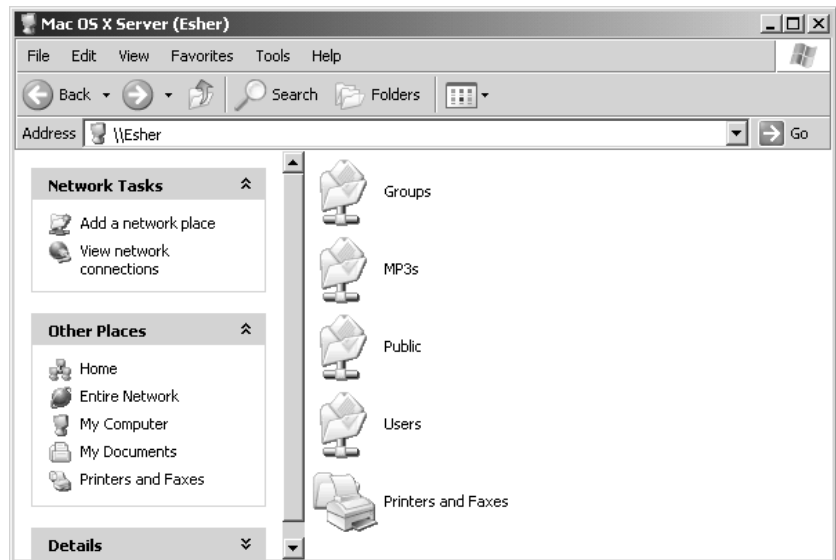 Mac OS X Server (Esher)
File Edit View Favorites Tools Help
Back Search Folders
Address \\Esher Go
Network Tasks
Add a network place
View network
connections
Other Places
Home
Entire Network
My Computer
My Documents
Printers and Faxes
Details
Groups
MP3s
Public
Users
Printers and Faxes